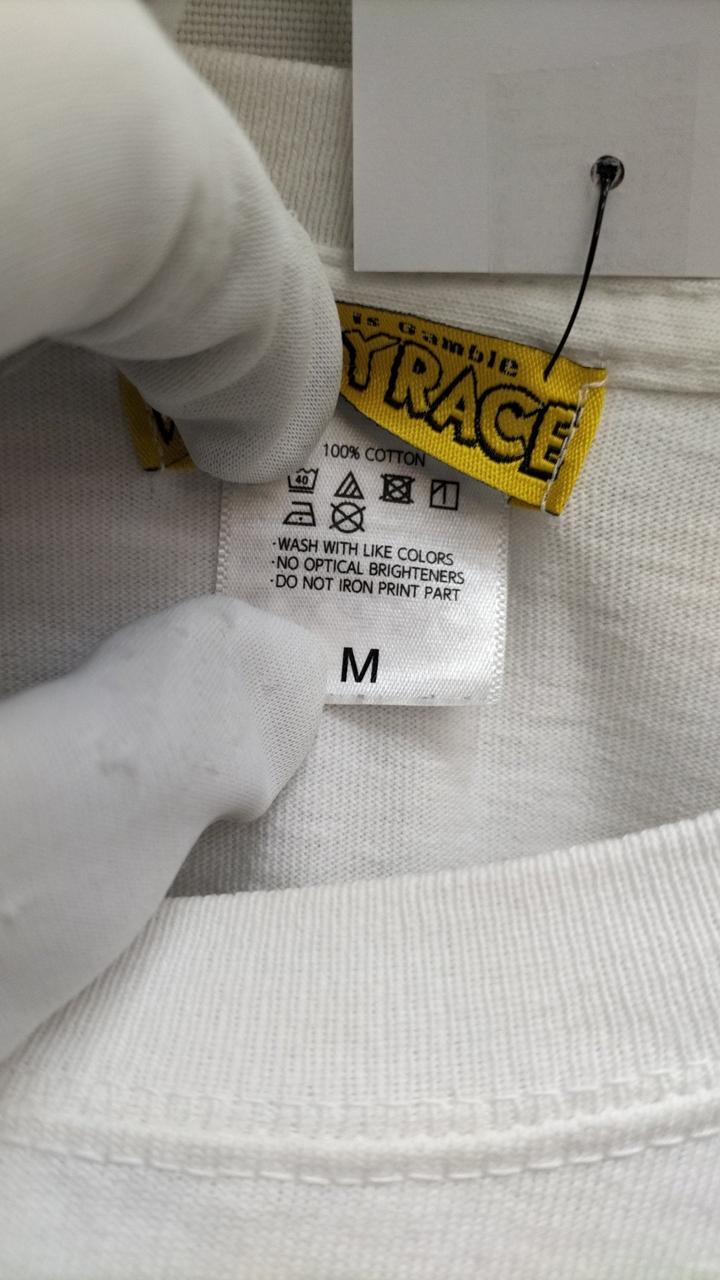 is Gamble
YRACE
100% COTTON
40
·WASH WITH LIKE COLORS
·NO OPTICAL BRIGHTENERS
·DO NOT IRON PRINT PART
M